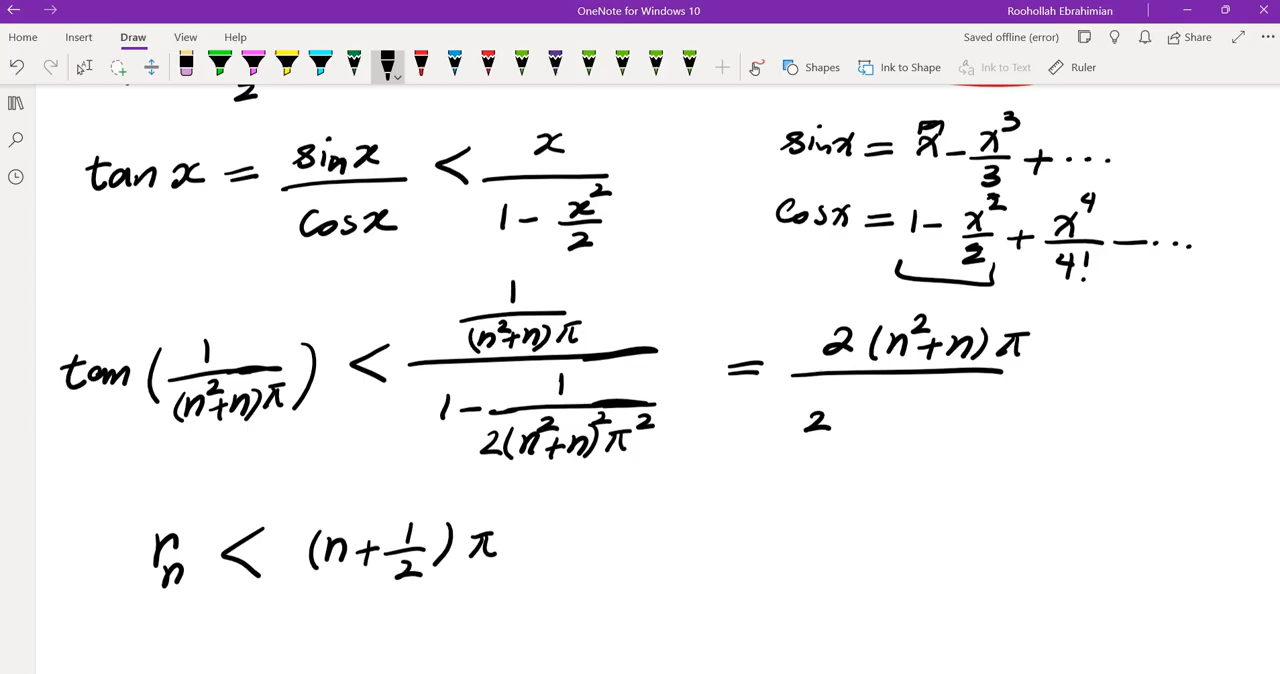 OneNote for Windows 10
Roohollah Ebrahimian
Home Insert Draw View Help
Saved offline (error) Share
Shapes Ink to Shape Ink to Text Ruler
2
tan x = sin x / cos x < x / (1 - x^2/2)
sin x = x - x^3/3 + ...
cos x = 1 - x^2/2 + x^4/4! - ...
tan (1/((n^2+n)π)) < (1/((n^2+n)π)) / (1 - 1/(2(n^2+n)^2 π^2)) = 2(n^2+n)π / 2
r_n < (n + 1/2) π